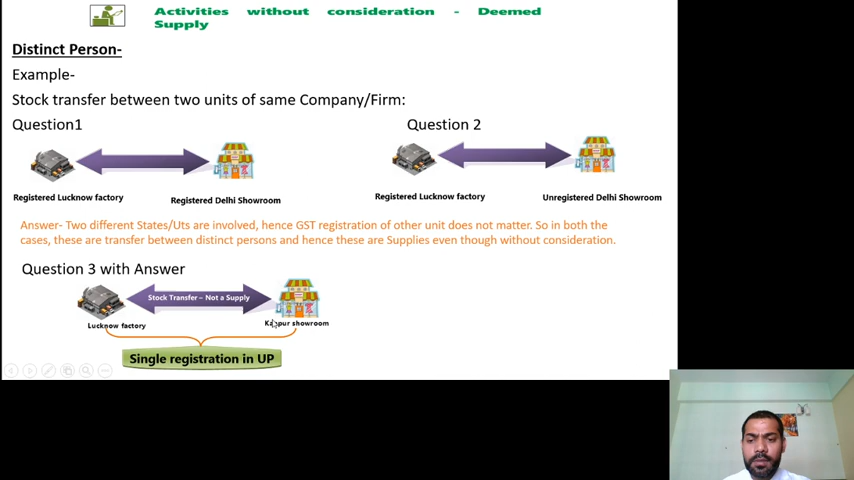 Activities without consideration - Deemed
Supply
Distinct Person-
Example-
Stock transfer between two units of same Company/Firm:
Question1
Question 2
Registered Lucknow factory
Registered Delhi Showroom
Registered Lucknow factory
Unregistered Delhi Showroom
Answer- Two different States/Uts are involved, hence GST registration of other unit does not matter. So in both the
cases, these are transfer between distinct persons and hence these are Supplies even though without consideration.
Question 3 with Answer
Stock Transfer – Not a Supply
Lucknow factory
Kanpur showroom
Single registration in UP